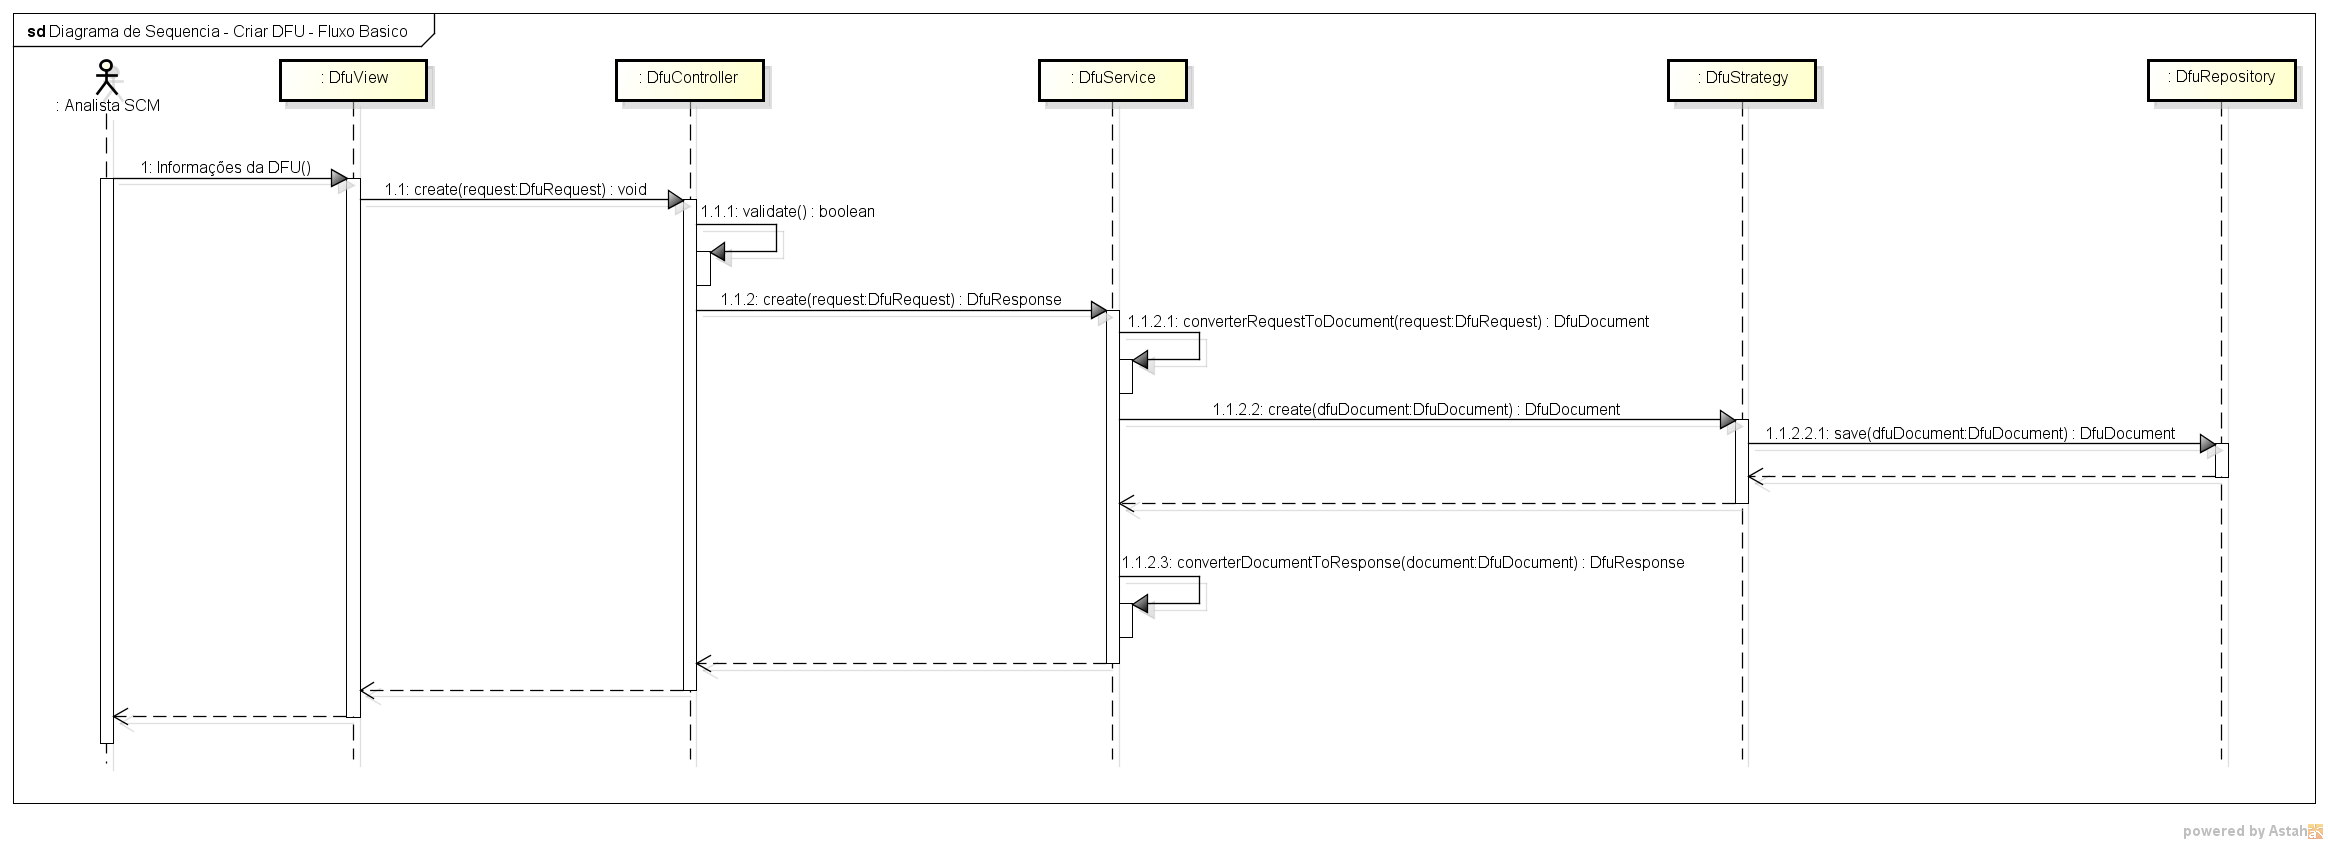 sd Diagrama de Sequencia - Criar DFU - Fluxo Basico
: Analista SCM
: DfuView
: DfuController
: DfuService
: DfuStrategy
: DfuRepository
1: Informações da DFU()
1.1: create(request:DfuRequest) : void
1.1.1: validate() : boolean
1.1.2: create(request:DfuRequest) : DfuResponse
1.1.2.1: converterRequestToDocument(request:DfuRequest) : DfuDocument
1.1.2.2: create(dfuDocument:DfuDocument) : DfuDocument
1.1.2.2.1: save(dfuDocument:DfuDocument) : DfuDocument
1.1.2.3: converterDocumentToResponse(document:DfuDocument) : DfuResponse
powered by Astah